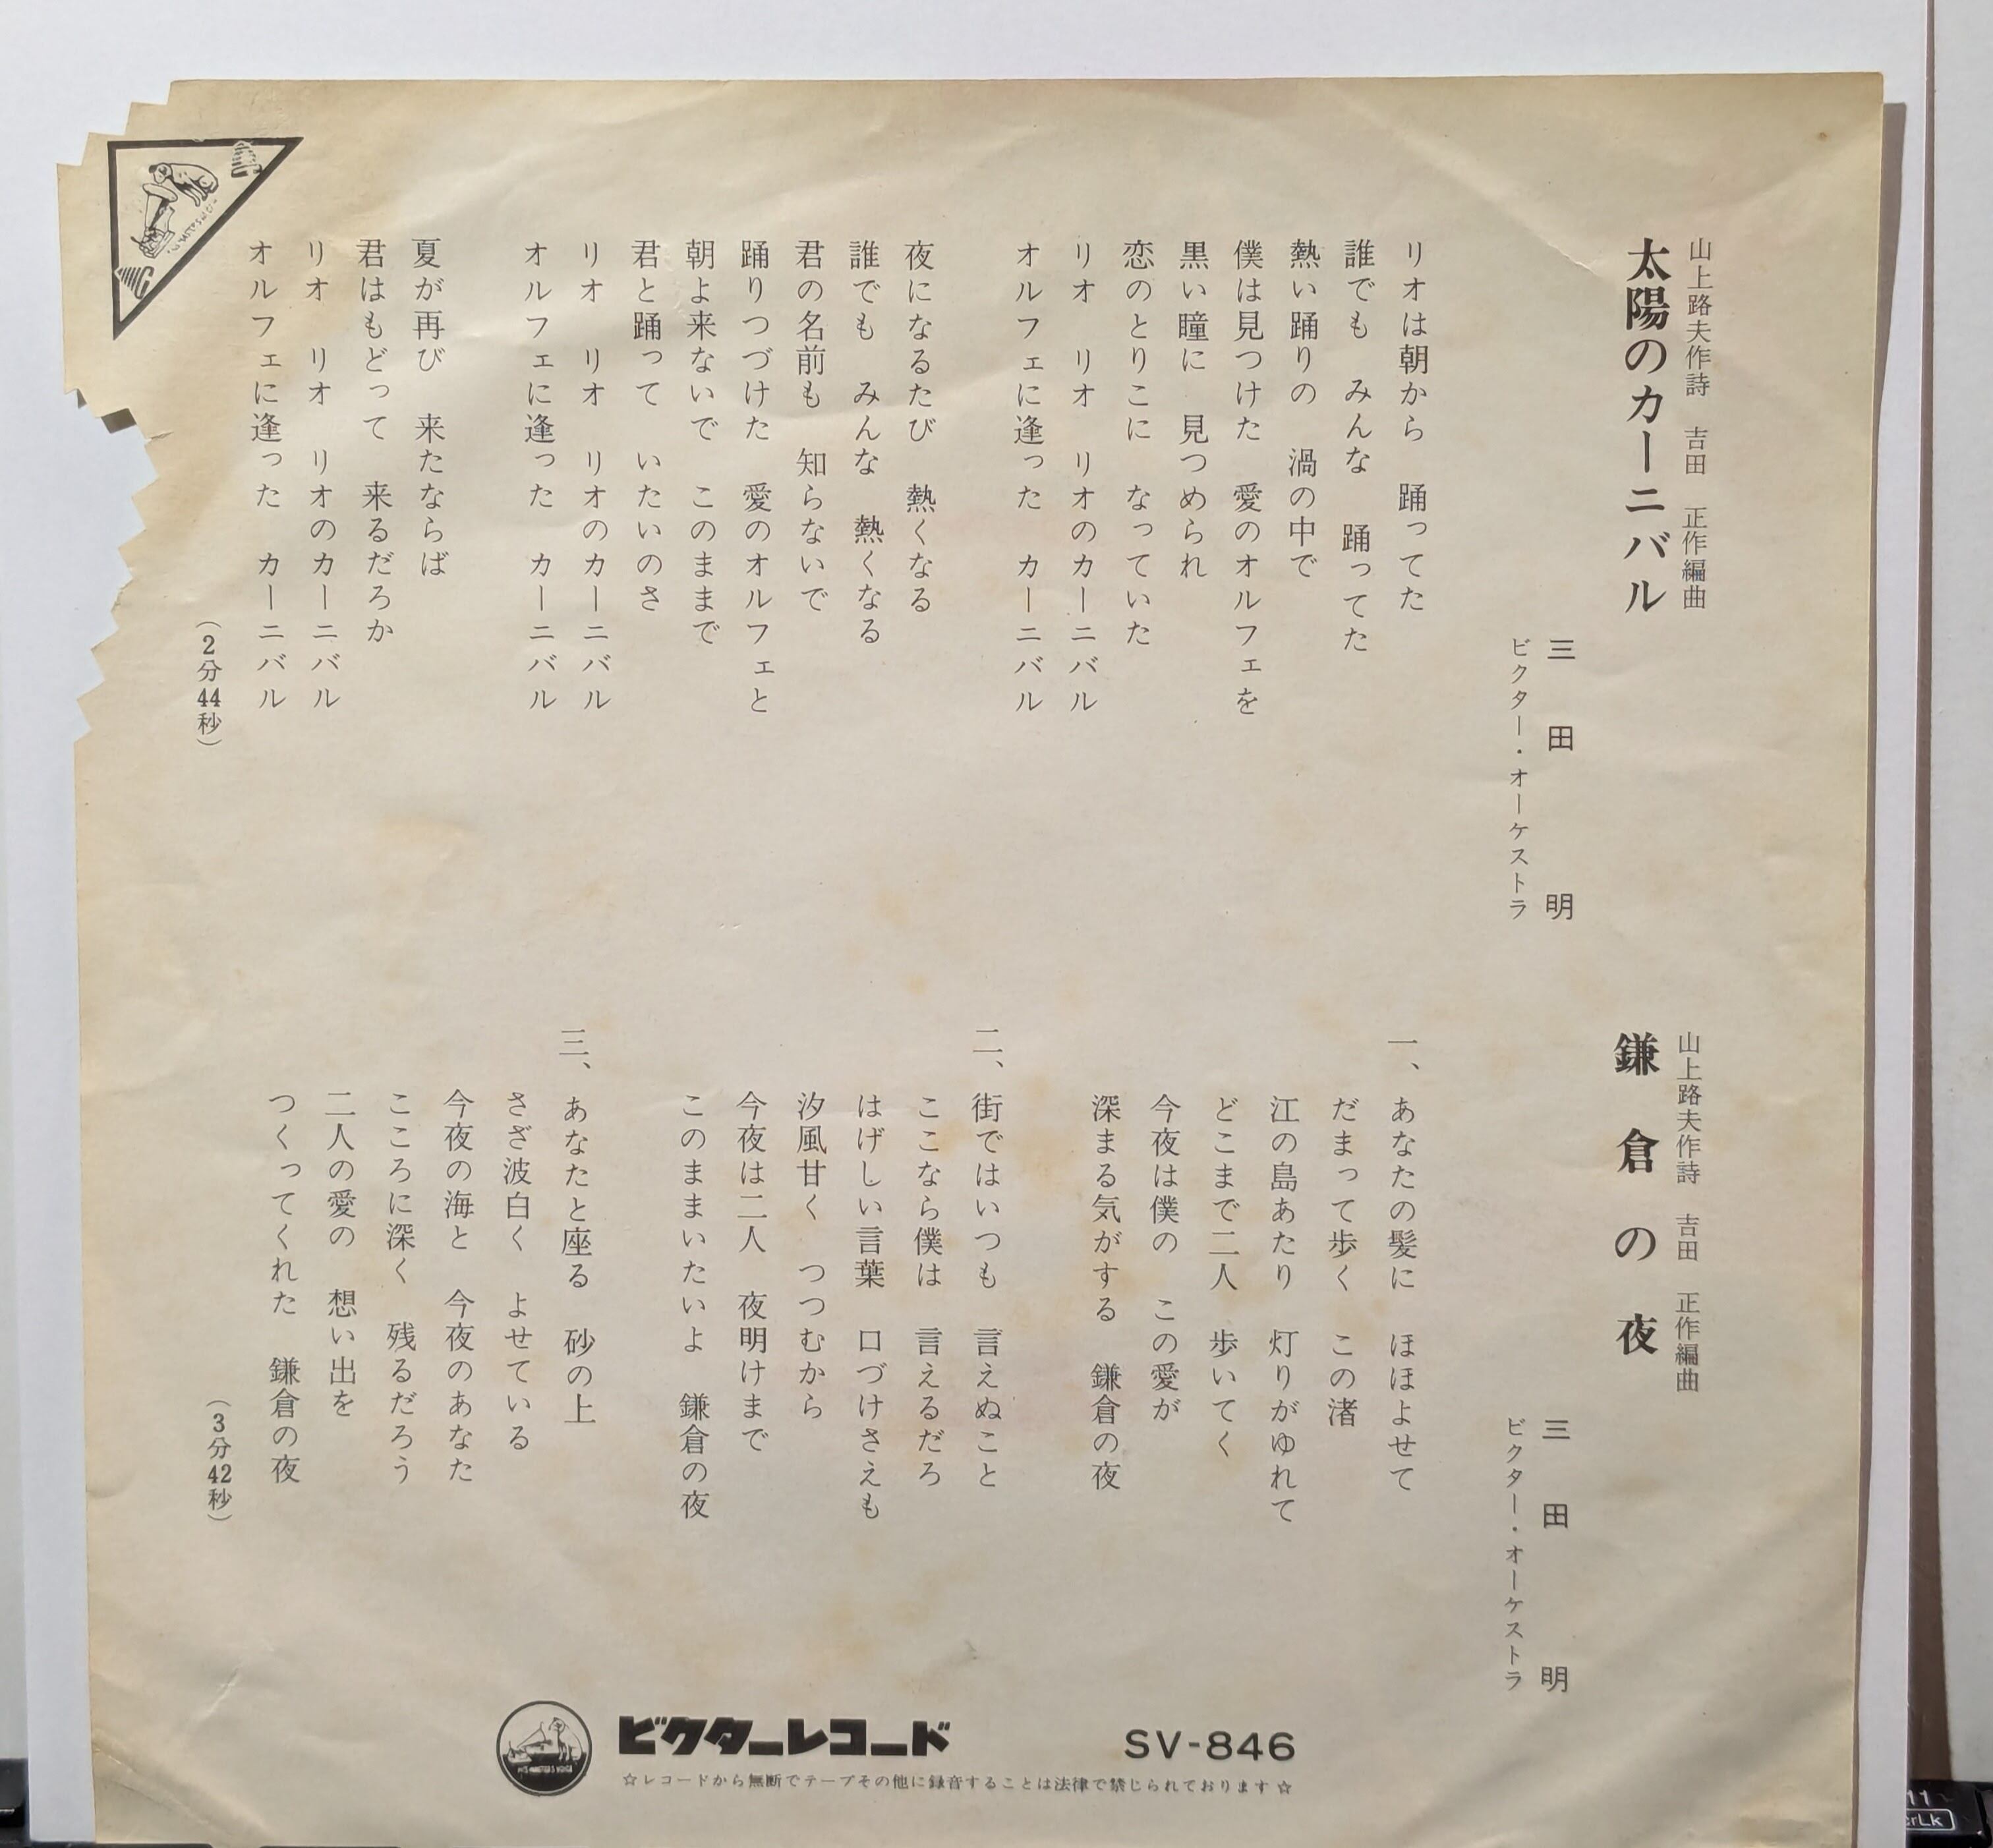 山上路夫作詩　吉田　正作編曲
太陽のカーニバル
三田　明
ビクター・オーケストラ
リオは朝から　踊ってた
誰でも　みんな　踊ってた
熱い踊りの　渦の中で
僕は見つけた　愛のオルフェを
黒い瞳に　見つめられ
恋のとりこに　なっていた
リオ　リオ　リオのカーニバル
オルフェに逢った　カーニバル
夜になるたび　熱くなる
誰でも　みんな　熱くなる
君の名前も　知らないで
踊りつづけた　愛のオルフェと
朝よ来ないで　このままで
君と踊って　いたいのさ
リオ　リオ　リオのカーニバル
オルフェに逢った　カーニバル
夏が再び　来たならば
君はもどって　来るだろか
リオ　リオ　リオのカーニバル
オルフェに逢った　カーニバル
（2分44秒）
山上路夫作詩　吉田　正作編曲
鎌倉の夜
三田　明
ビクター・オーケストラ
一、あなたの髪に　ほほよせて
だまって歩く　この渚
江の島あたり　灯りがゆれて
どこまで二人　歩いてく
今夜は僕の　この愛が
深まる気がする　鎌倉の夜
二、街ではいつも　言えぬこと
ここなら僕は　言えるだろ
はげしい言葉　口づけさえも
汐風甘く　つつむから
今夜は二人　夜明けまで
このままいたいよ　鎌倉の夜
三、あなたと座る　砂の上
さざ波白く　よせている
今夜の海と　今夜のあなた
こころに深く　残るだろう
二人の愛の　想い出を
つくってくれた　鎌倉の夜
（3分42秒）
HIS MASTER'S VOICE
ビクターレコード
SV-846
☆レコードから無断でテープその他に録音することは法律で禁じられております☆
11
crLk